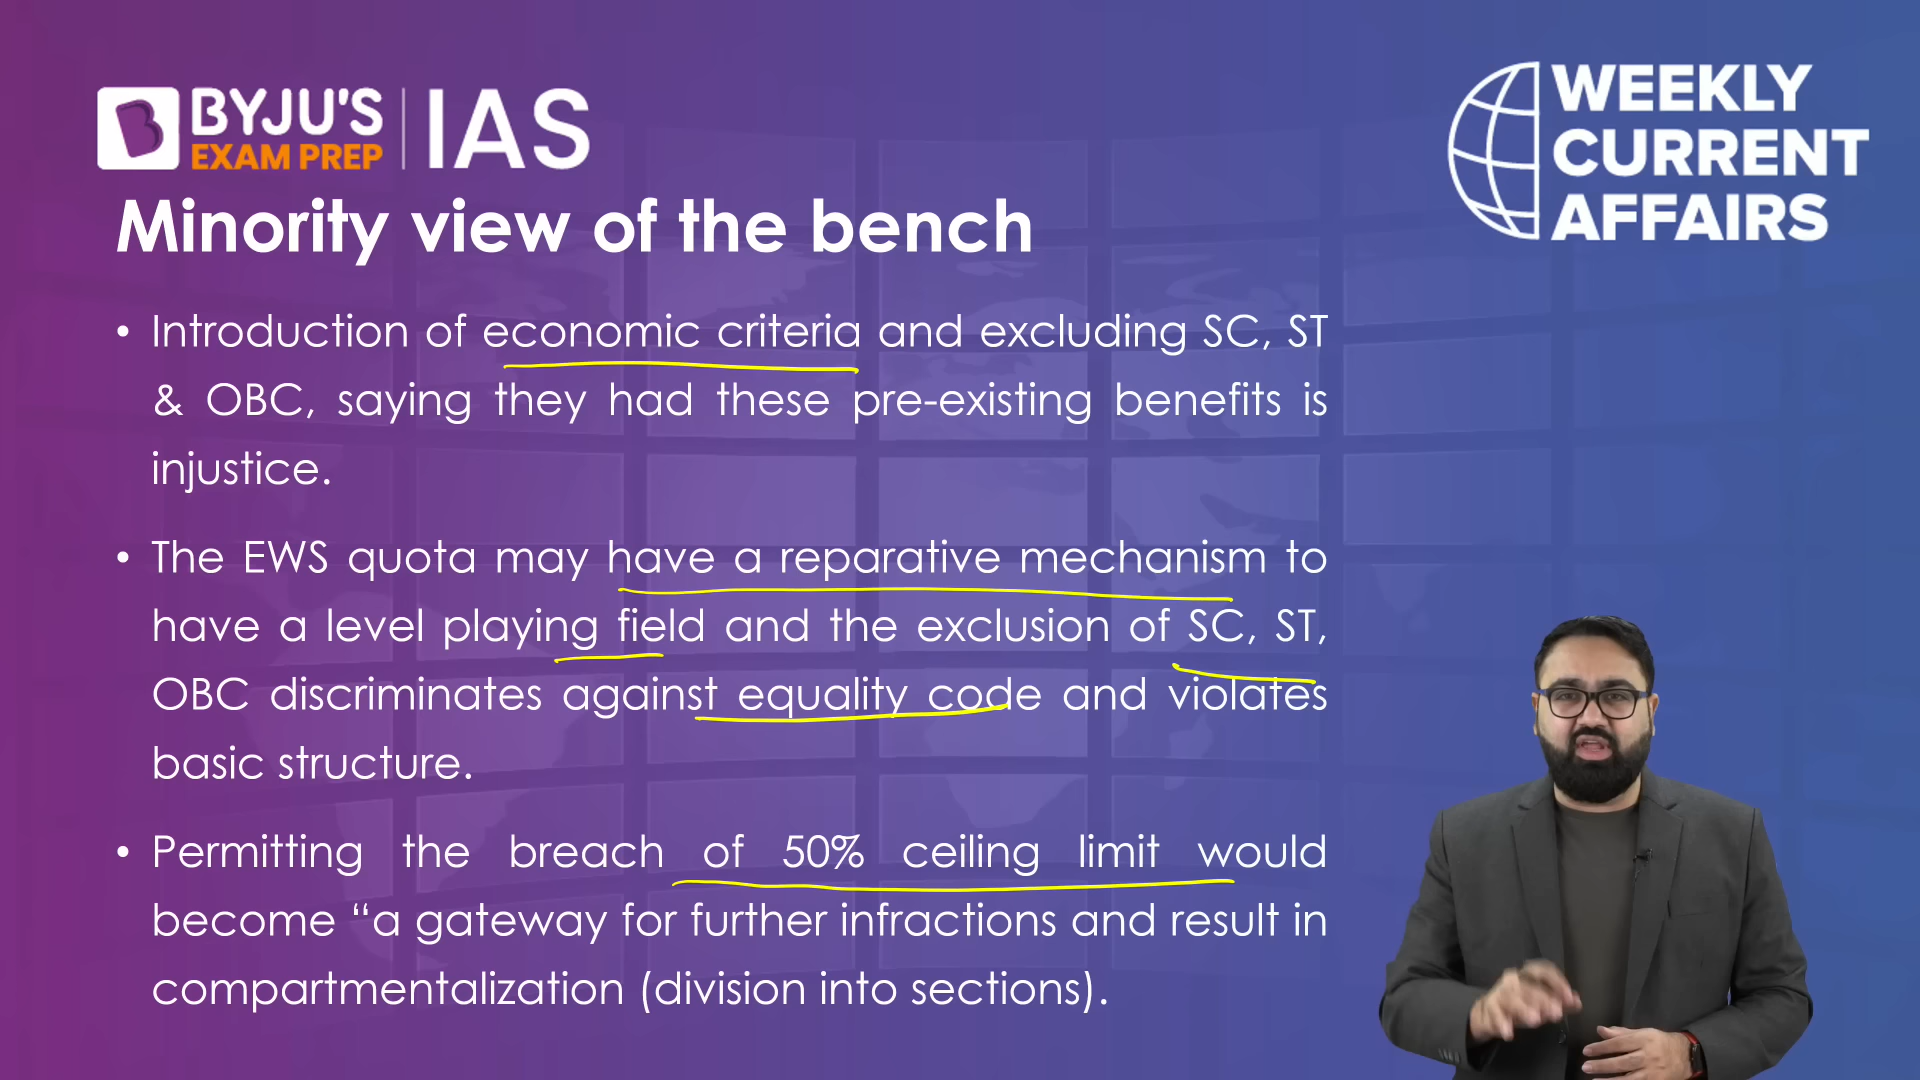 BYJU'S
EXAM PREP
IAS
WEEKLY
CURRENT
AFFAIRS
Minority view of the bench
• Introduction of economic criteria and excluding SC, ST
& OBC, saying they had these pre-existing benefits is
injustice.
• The EWS quota may have a reparative mechanism to
have a level playing field and the exclusion of SC, ST,
OBC discriminates against equality code and violates
basic structure.
• Permitting the breach of 50% ceiling limit would
become “a gateway for further infractions and result in
compartmentalization (division into sections).